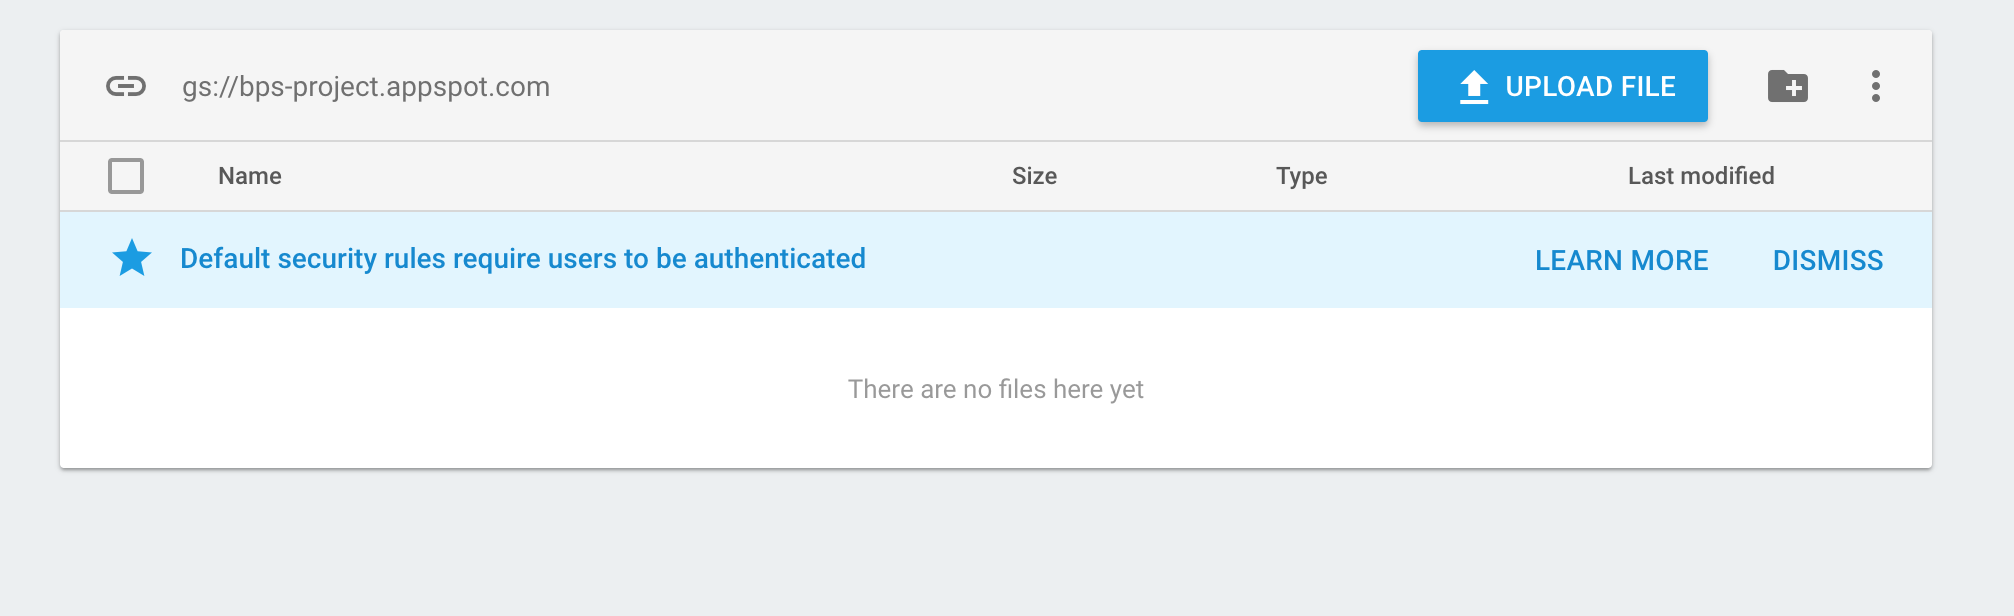 gs://bps-project.appspot.com UPLOAD FILE
Name Size Type Last modified
Default security rules require users to be authenticated LEARN MORE DISMISS
There are no files here yet